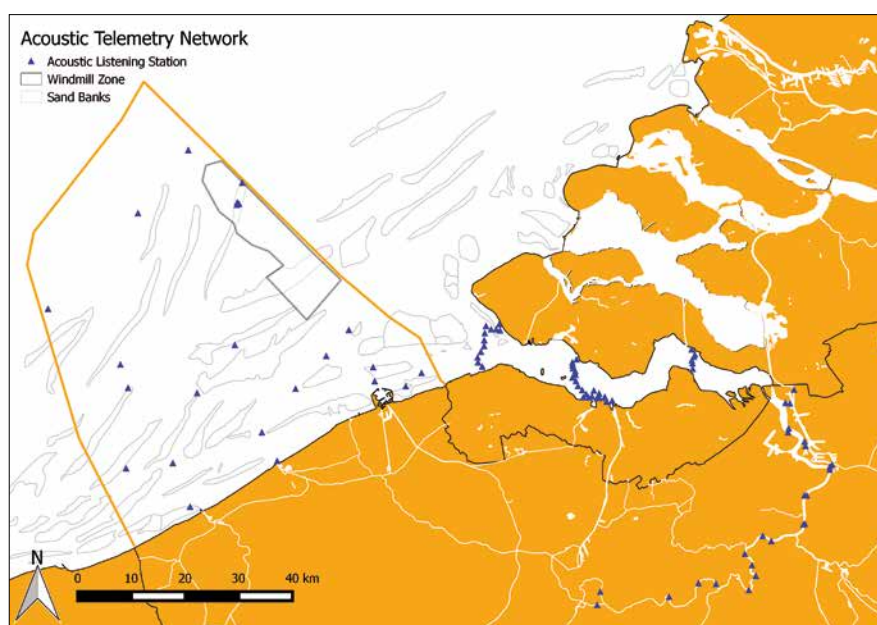 Acoustic Telemetry Network
Acoustic Listening Station
Windmill Zone
Sand Banks
N
0 10 20 30 40 km